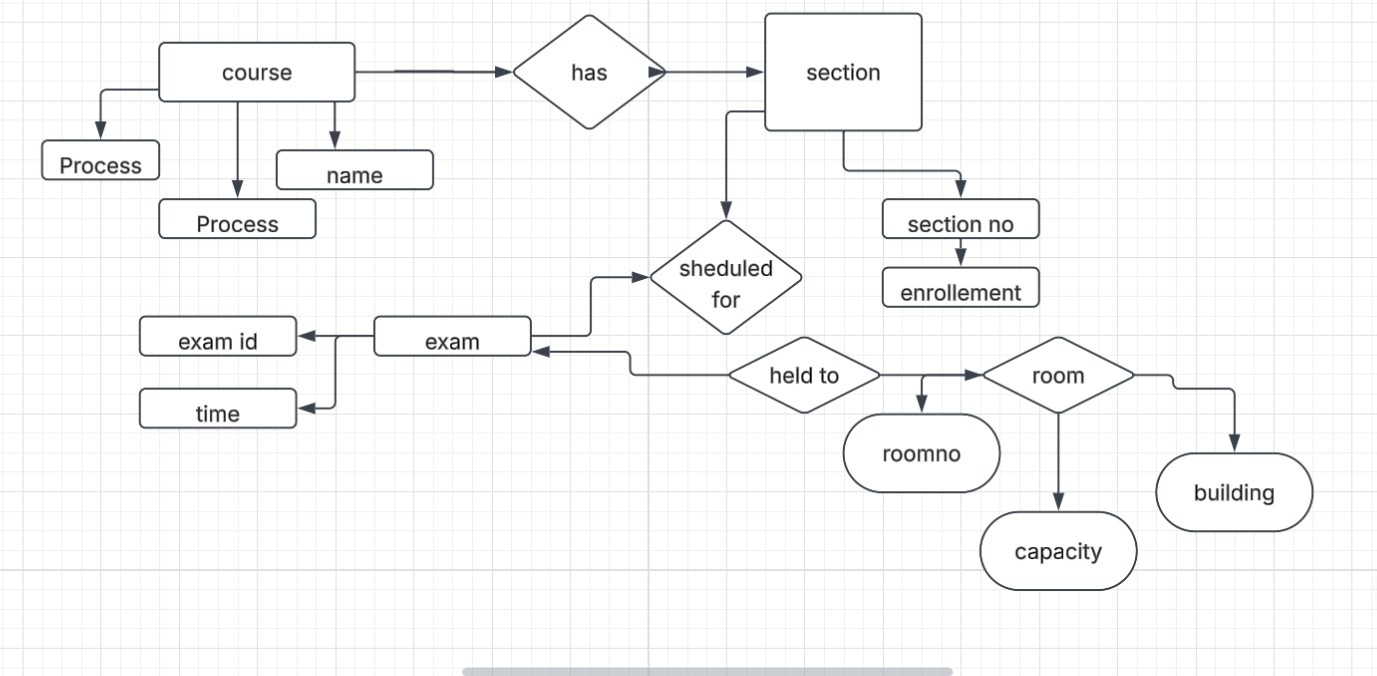 course
has
section
Process
name
Process
section no
sheduled
for
enrollement
exam id
exam
held to
room
time
roomno
building
capacity